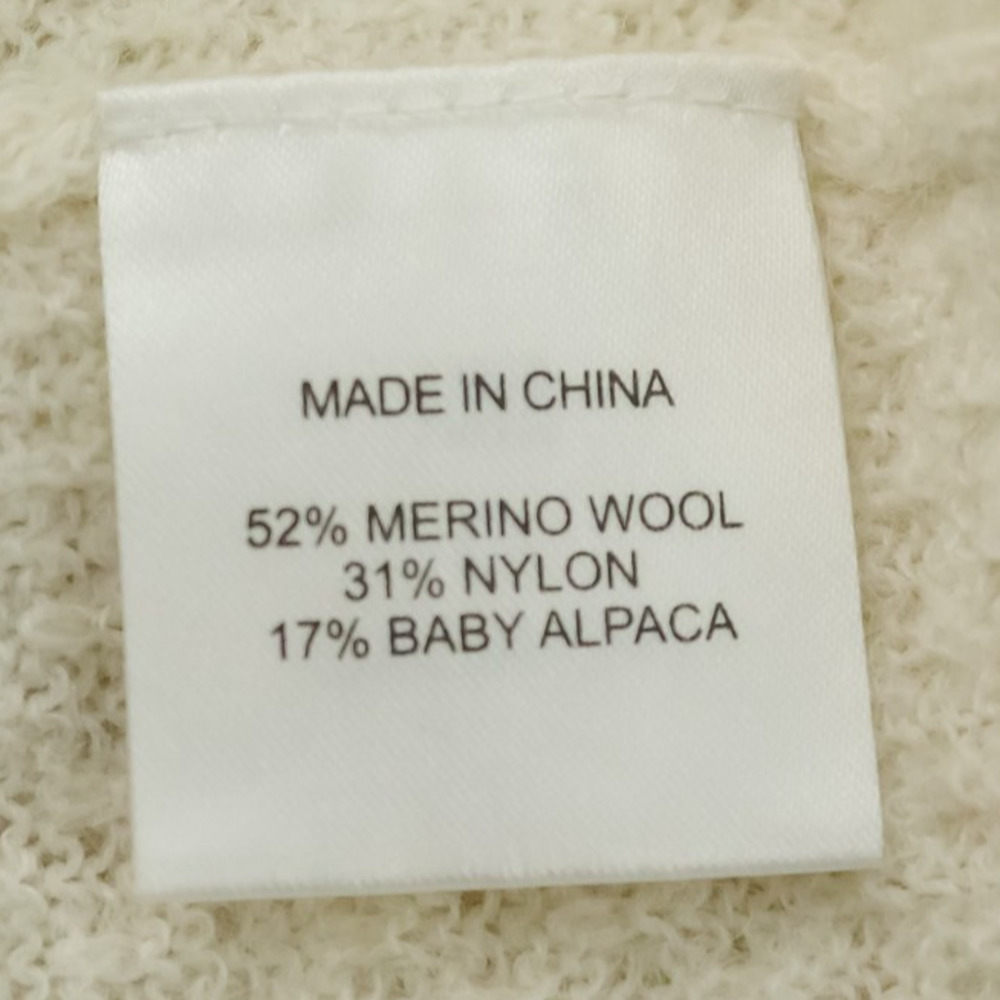 MADE IN CHINA
52% MERINO WOOL
31% NYLON
17% BABY ALPACA